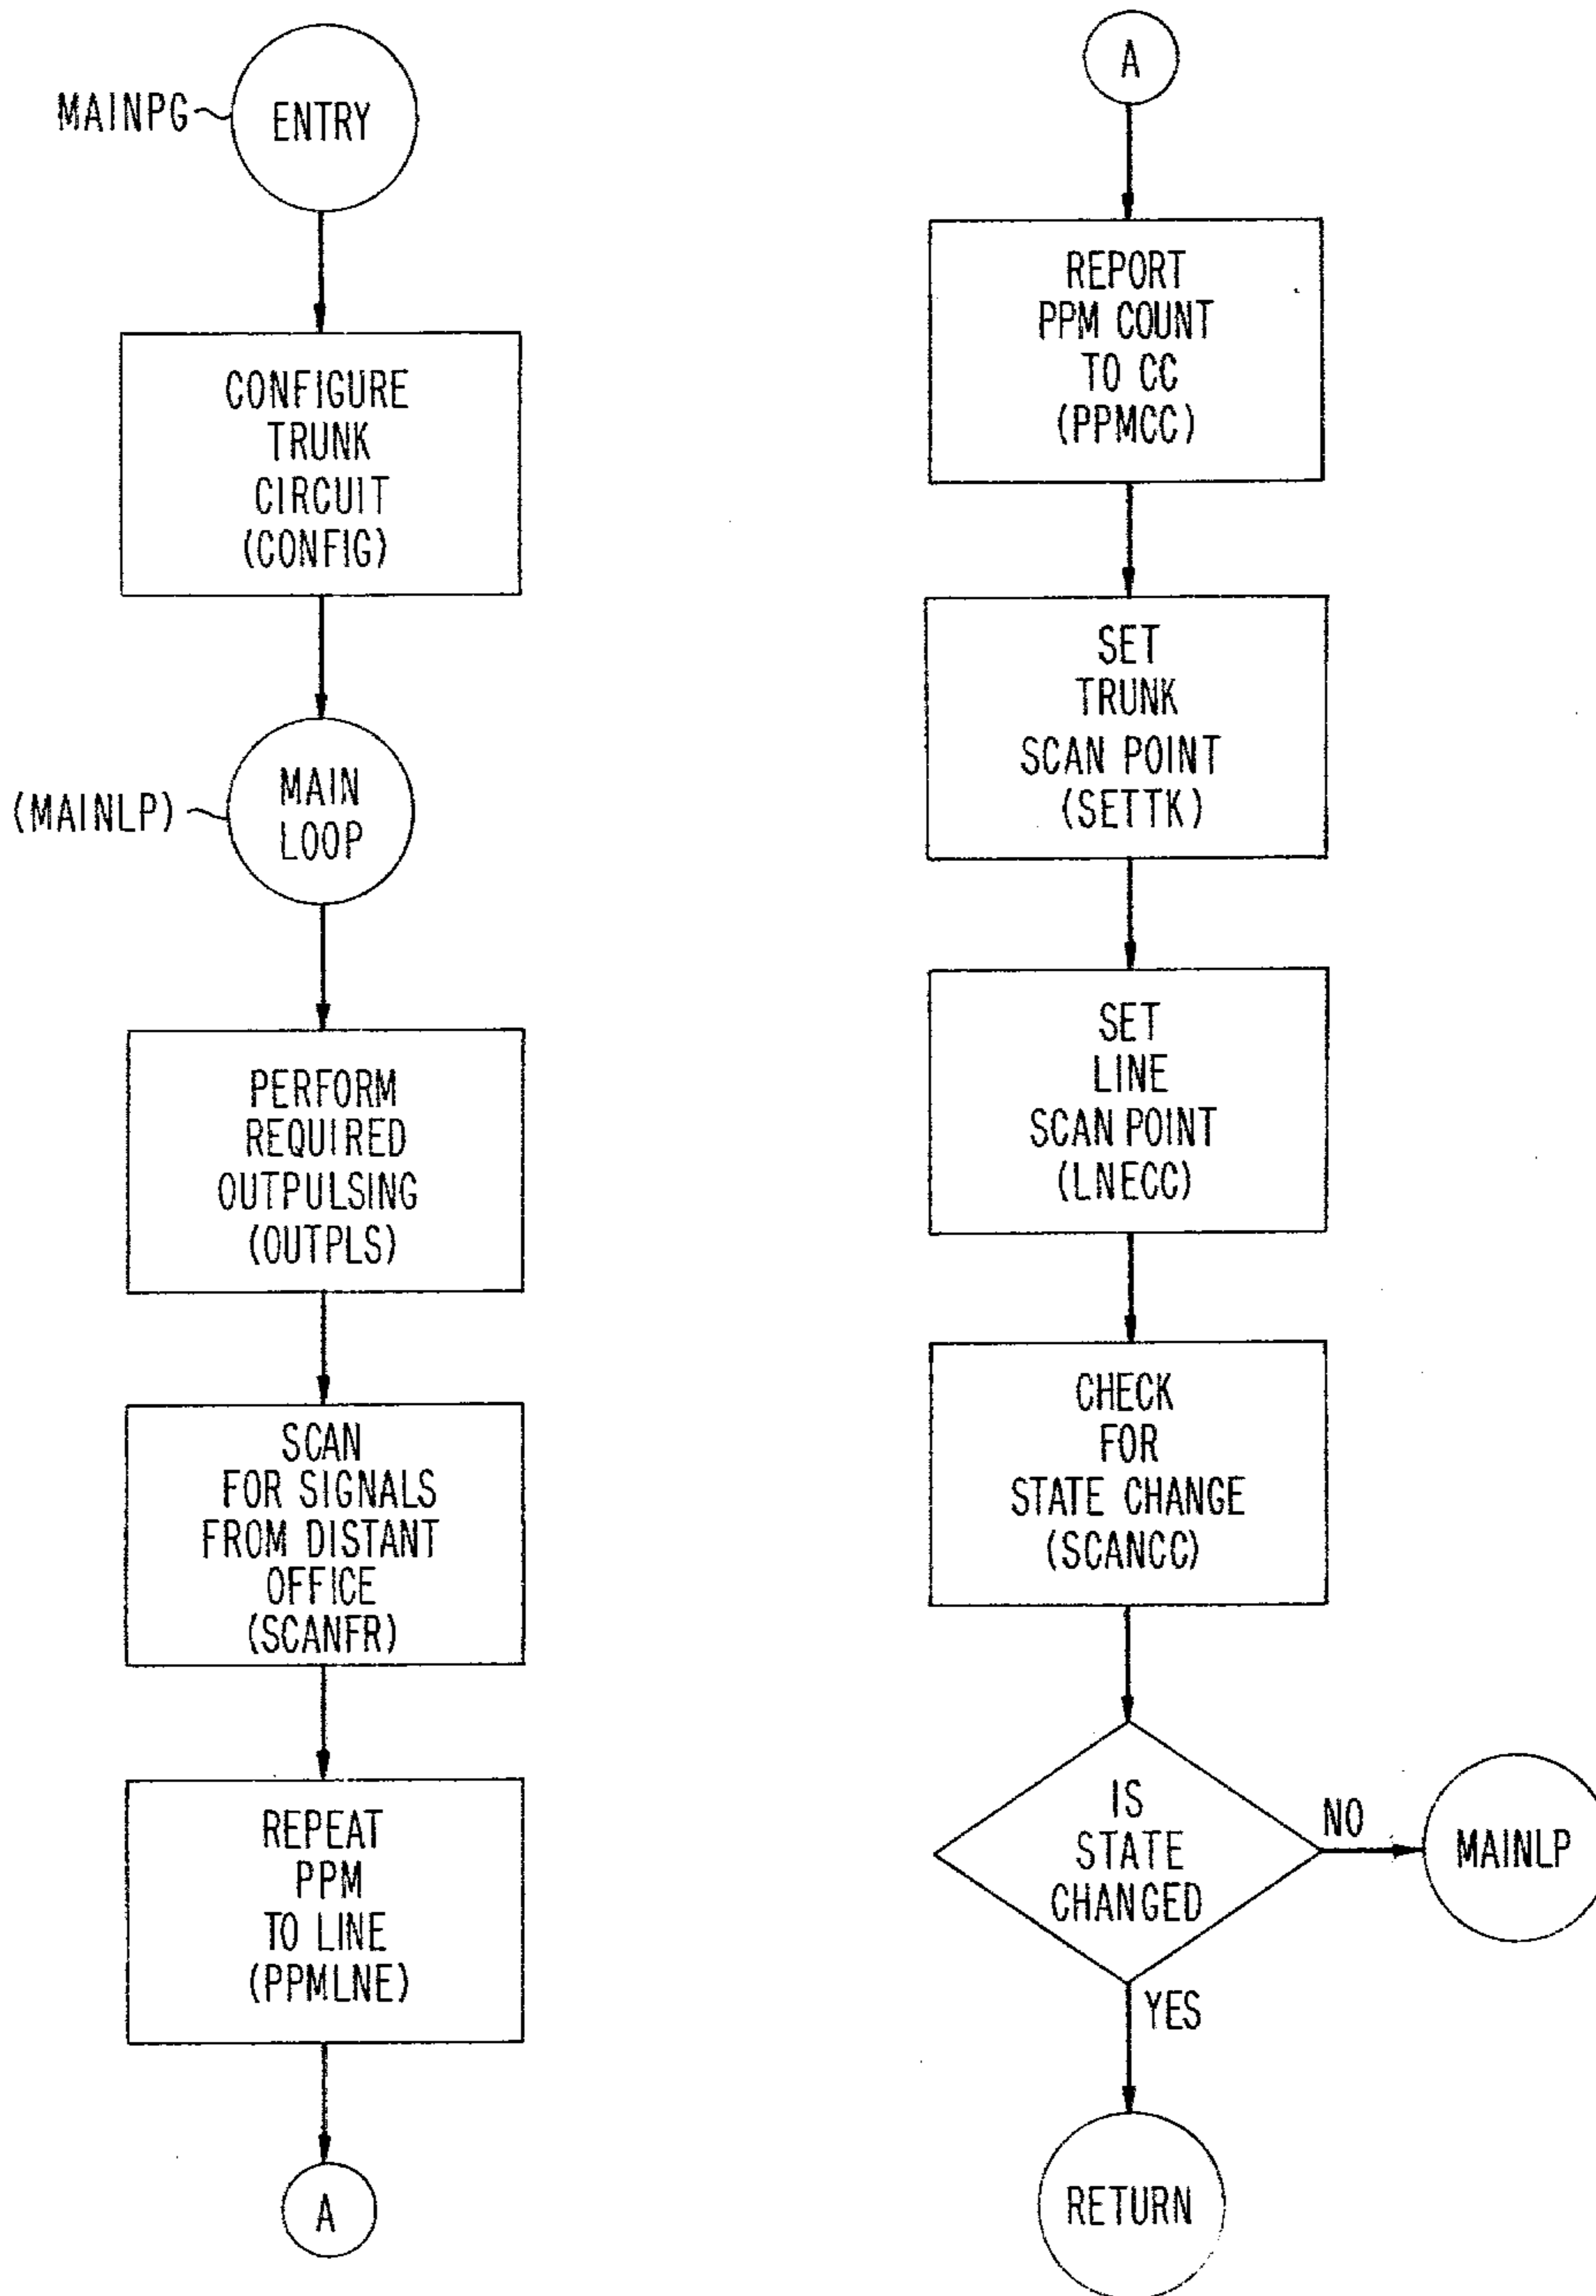 MAINPG
ENTRY
CONFIGURE
TRUNK
CIRCUIT
(CONFIG)
(MAINLP)
MAIN
LOOP
PERFORM
REQUIRED
OUTPULSING
(OUTPLS)
SCAN
FOR SIGNALS
FROM DISTANT
OFFICE
(SCANFR)
REPEAT
PPM
TO LINE
(PPMLNE)
A
A
REPORT
PPM COUNT
TO CC
(PPMCC)
SET
TRUNK
SCAN POINT
(SETTK)
SET
LINE
SCAN POINT
(LNECC)
CHECK
FOR
STATE CHANGE
(SCANCC)
IS
STATE
CHANGED
NO
MAINLP
YES
RETURN